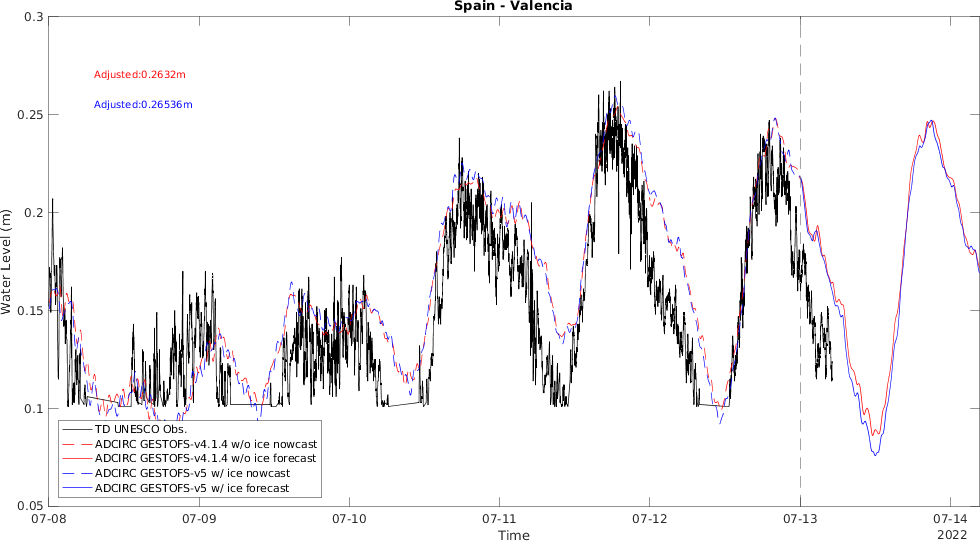 Spain - Valencia
0.3
0.25
0.2
0.15
0.1
0.05
Water Level (m)
Adjusted:0.2632m
Adjusted:0.26536m
TD UNESCO Obs.
ADCIRC GESTOFS-v4.1.4 w/o ice nowcast
ADCIRC GESTOFS-v4.1.4 w/o ice forecast
ADCIRC GESTOFS-v5 w/ ice nowcast
ADCIRC GESTOFS-v5 w/ ice forecast
07-08 07-09 07-10 07-11 07-12 07-13 07-14
Time
2022